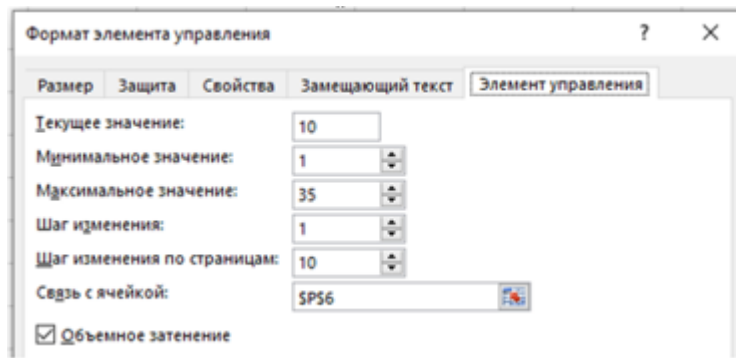 Формат элемента управления ? ×
Размер Защита Свойства Замещающий текст Элемент управления
Текущее значение: 10
Минимальное значение: 1
Максимальное значение: 35
Шаг изменения: 1
Шаг изменения по страницам: 10
Связь с ячейкой: $P$6
Объемное затенение